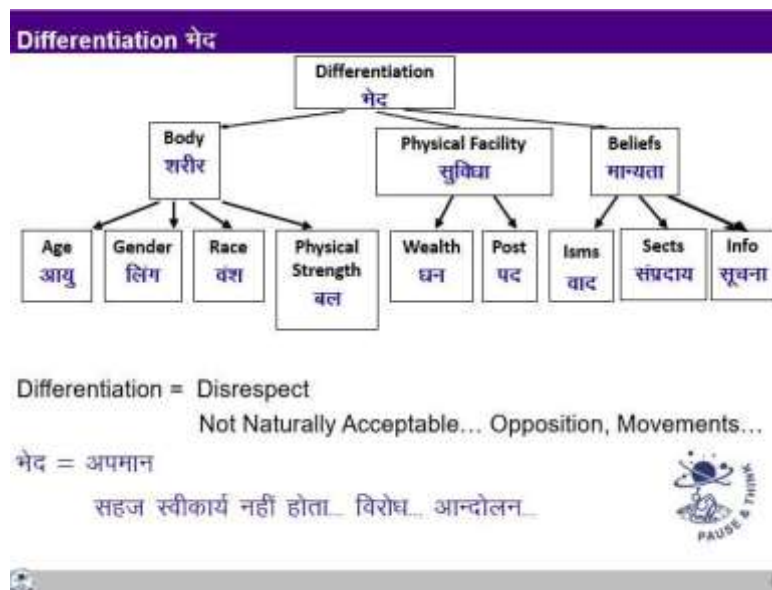 Differentiation भेद
Differentiation
भेद
Body
शरीर
Physical Facility
सुविधा
Beliefs
मान्यता
Age
आयु
Gender
लिंग
Race
वंश
Physical
Strength
बल
Wealth
धन
Post
पद
Isms
वाद
Sects
संप्रदाय
Info
सूचना
Differentiation = Disrespect
Not Naturally Acceptable... Opposition, Movements...
भेद = अपमान
सहज स्वीकार्य नहीं होता... विरोध... आन्दोलन...
PAUSE & THINK